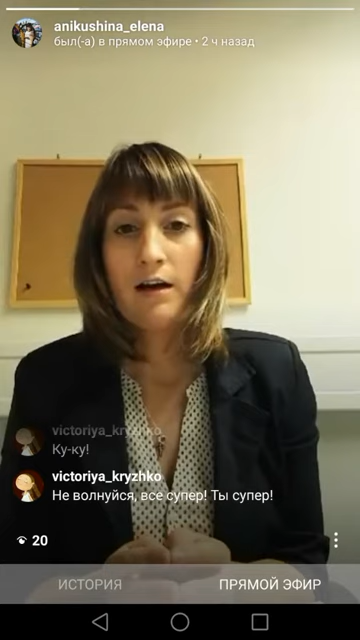 anikushina_elena
был(-а) в прямом эфире • 2 ч назад
victoriya_kryzhko
Ку-ку!
victoriya_kryzhko
Не волнуйся, все супер! Ты супер!
20
ИСТОРИЯ
ПРЯМОЙ ЭФИР